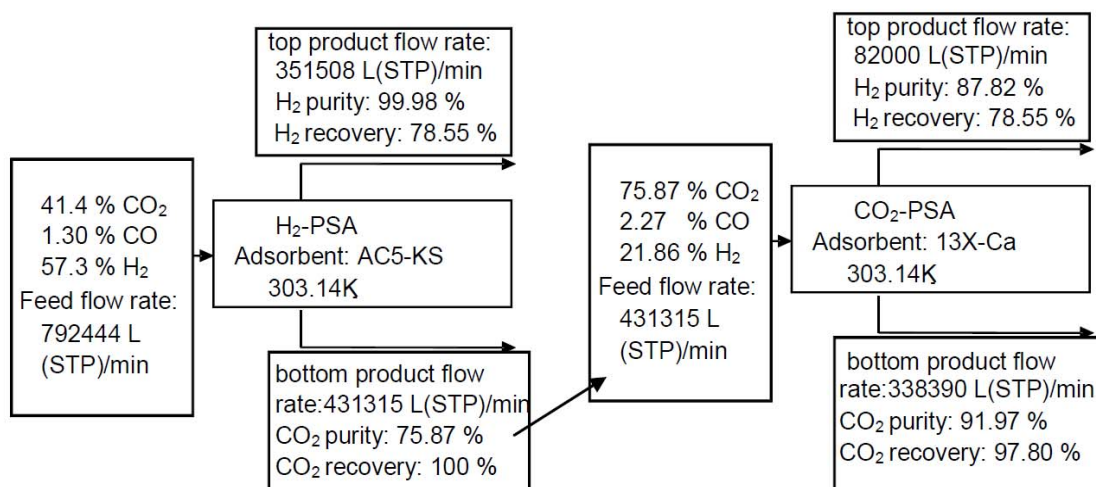 41.4 % CO₂
1.30 % CO
57.3 % H₂
Feed flow rate:
792444 L
(STP)/min
top product flow rate:
351508 L(STP)/min
H₂ purity: 99.98 %
H₂ recovery: 78.55 %
H₂-PSA
Adsorbent: AC5-KS
303.14Ķ
bottom product flow
rate:431315 L(STP)/min
CO₂ purity: 75.87 %
CO₂ recovery: 100 %
75.87 % CO₂
2.27 % CO
21.86 % H₂
Feed flow rate:
431315 L
(STP)/min
top product flow rate:
82000 L(STP)/min
H₂ purity: 87.82 %
H₂ recovery: 78.55 %
CO₂-PSA
Adsorbent: 13X-Ca
303.14K
bottom product flow
rate:338390 L(STP)/min
CO₂ purity: 91.97 %
CO₂ recovery: 97.80 %